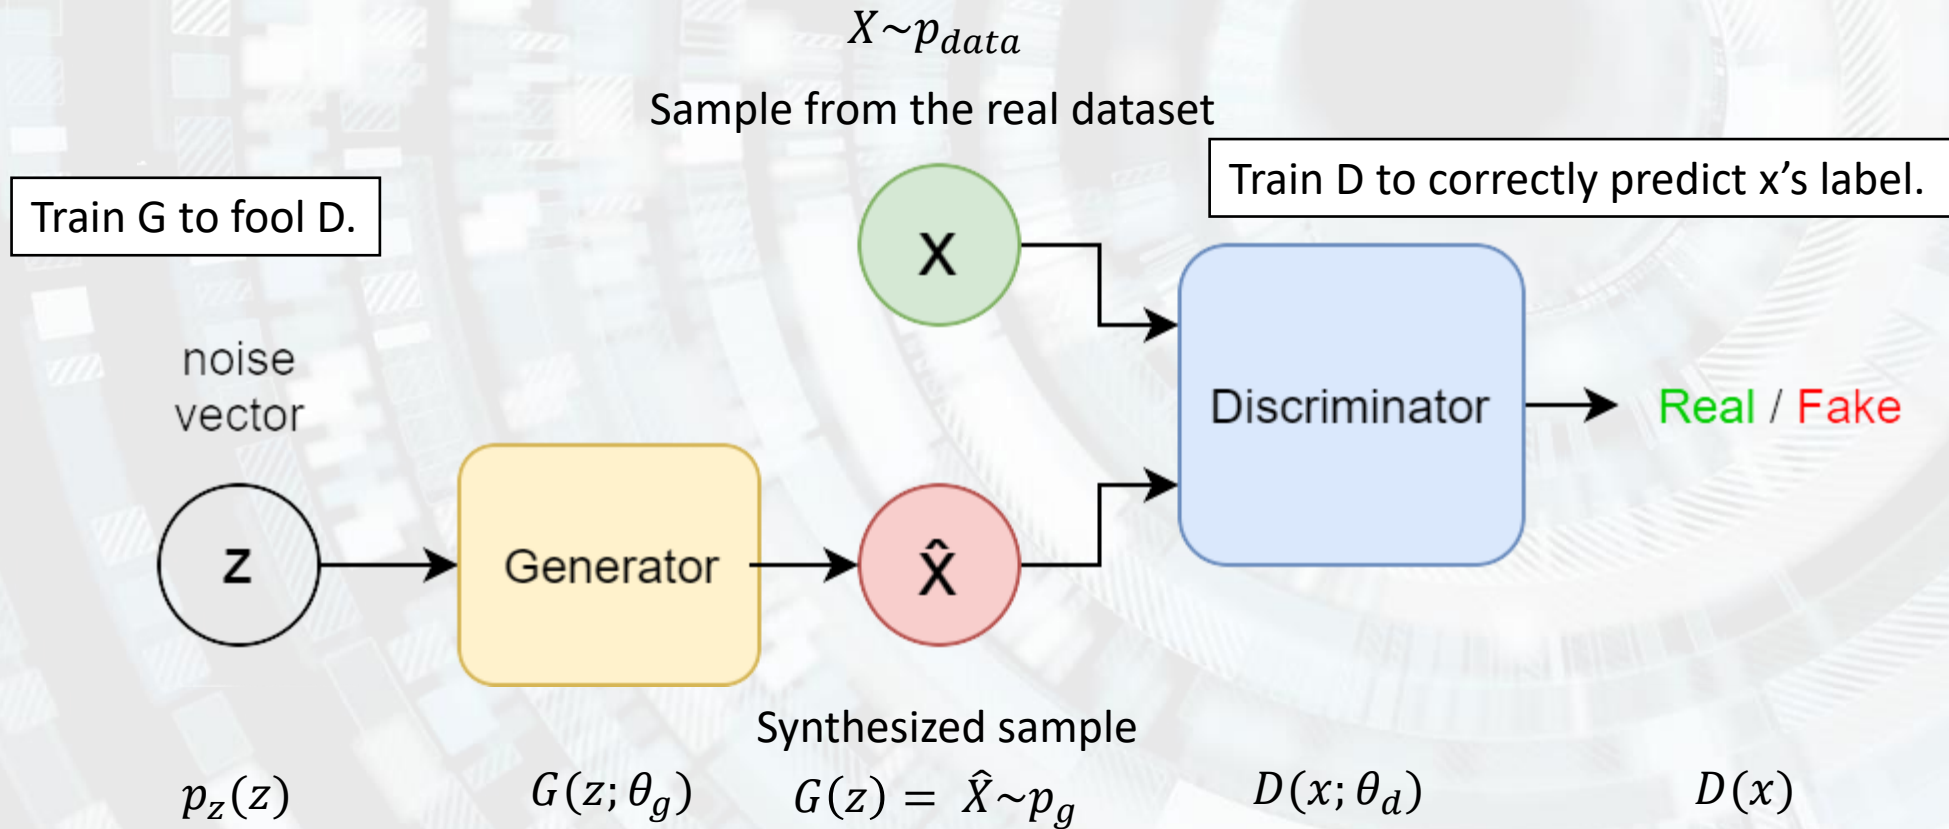 X~p_data
Sample from the real dataset
Train D to correctly predict x’s label.
Train G to fool D.
x
noise
vector
Discriminator
Real / Fake
z
Generator
x̂
Synthesized sample
p_z(z)
G(z; θ_g)
G(z) = X̂~p_g
D(x; θ_d)
D(x)